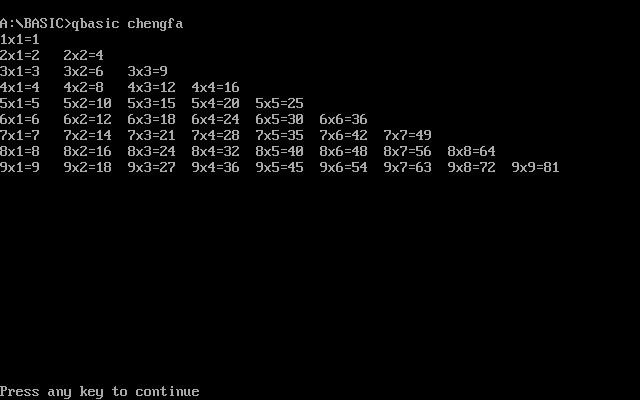 A:\BASIC>qbasic chengfa
1x1=1
2x1=2   2x2=4
3x1=3   3x2=6   3x3=9
4x1=4   4x2=8   4x3=12  4x4=16
5x1=5   5x2=10  5x3=15  5x4=20  5x5=25
6x1=6   6x2=12  6x3=18  6x4=24  6x5=30  6x6=36
7x1=7   7x2=14  7x3=21  7x4=28  7x5=35  7x6=42  7x7=49
8x1=8   8x2=16  8x3=24  8x4=32  8x5=40  8x6=48  8x7=56  8x8=64
9x1=9   9x2=18  9x3=27  9x4=36  9x5=45  9x6=54  9x7=63  9x8=72  9x9=81
Press any key to continue